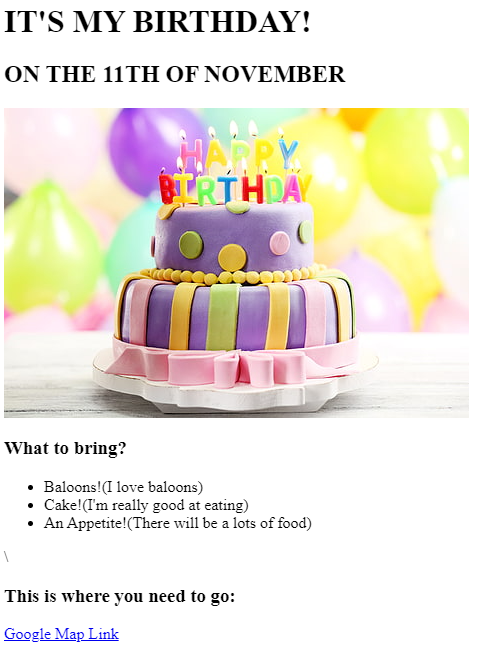 IT'S MY BIRTHDAY!
ON THE 11TH OF NOVEMBER
HAPPY
BIRTHDAY
What to bring?
Baloons!(I love baloons)
Cake!(I'm really good at eating)
An Appetite!(There will be a lots of food)
\
This is where you need to go:
Google Map Link